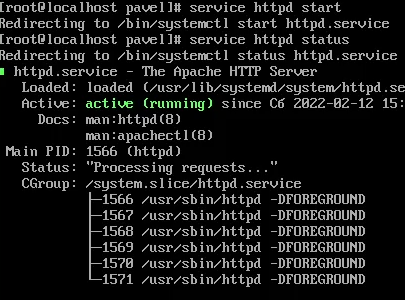 [root@localhost pavel]# service httpd start
Redirecting to /bin/systemctl start httpd.service
[root@localhost pavel]# service httpd status
Redirecting to /bin/systemctl status httpd.service
httpd.service - The Apache HTTP Server
Loaded: loaded (/usr/lib/systemd/system/httpd.se
Active: active (running) since Сб 2022-02-12 15:
Docs: man:httpd(8)
man:apachectl(8)
Main PID: 1566 (httpd)
Status: "Processing requests..."
CGroup: /system.slice/httpd.service
├─1566 /usr/sbin/httpd -DFOREGROUND
├─1567 /usr/sbin/httpd -DFOREGROUND
├─1568 /usr/sbin/httpd -DFOREGROUND
├─1569 /usr/sbin/httpd -DFOREGROUND
├─1570 /usr/sbin/httpd -DFOREGROUND
└─1571 /usr/sbin/httpd -DFOREGROUND